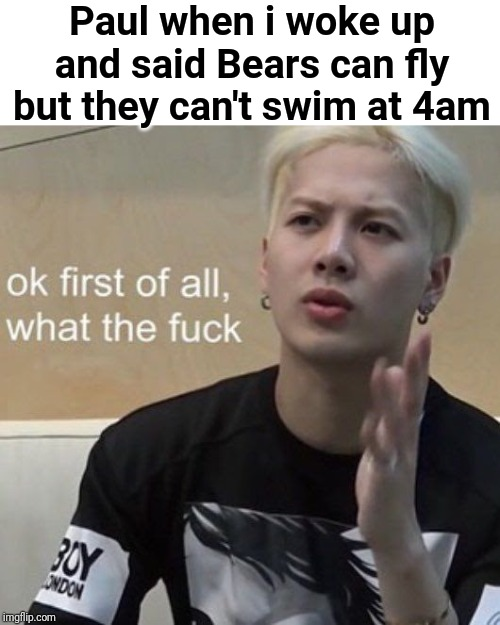 Paul when i woke up
and said Bears can fly
but they can't swim at 4am
ok first of all,
what the fuck
BOY
LONDON
imgflip.com